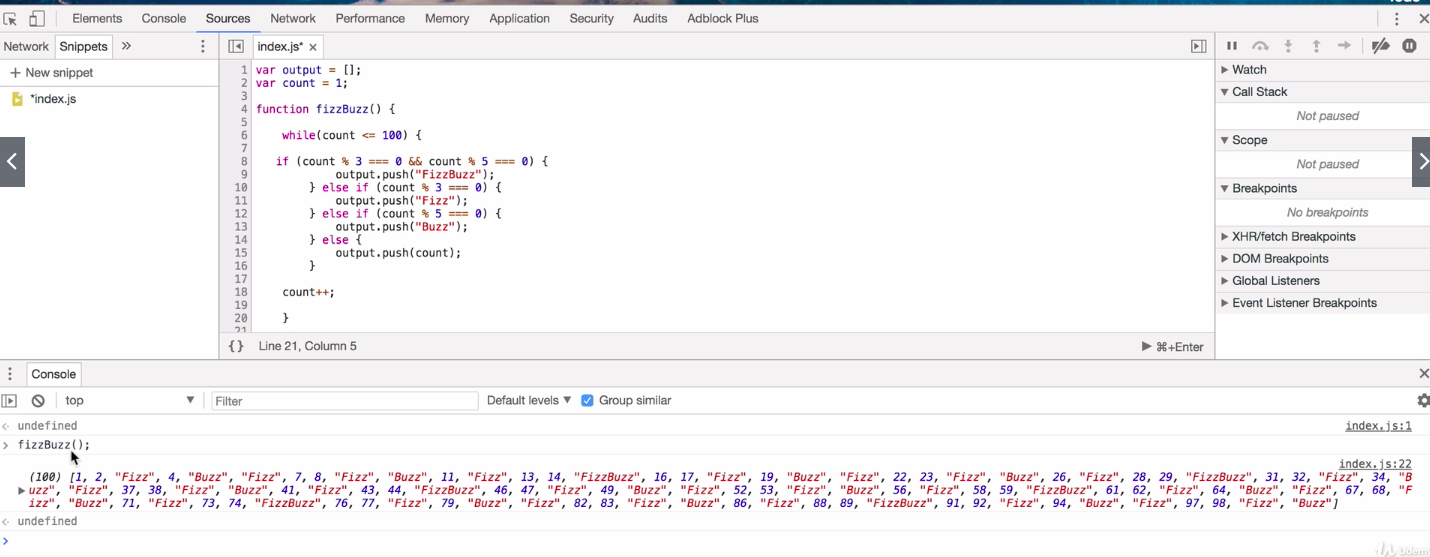 Elements Console Sources Network Performance Memory Application Security Audits Adblock Plus
Network Snippets
index.js*
+ New snippet
*index.js
1 var output = [];
2 var count = 1;
3
4 function fizzBuzz() {
5
6 while(count <= 100) {
7
8 if (count % 3 === 0 && count % 5 === 0) {
9 output.push("FizzBuzz");
10 } else if (count % 3 === 0) {
11 output.push("Fizz");
12 } else if (count % 5 === 0) {
13 output.push("Buzz");
14 } else {
15 output.push(count);
16 }
17
18 count++;
19
20 }
21
{} Line 21, Column 5
⌘+Enter
Watch
Call Stack
Not paused
Scope
Not paused
Breakpoints
No breakpoints
XHR/fetch Breakpoints
DOM Breakpoints
Global Listeners
Event Listener Breakpoints
Console
top Filter Default levels Group similar
undefined index.js:1
> fizzBuzz();
index.js:22
(100) [1, 2, "Fizz", 4, "Buzz", "Fizz", 7, 8, "Fizz", "Buzz", 11, "Fizz", 13, 14, "FizzBuzz", 16, 17, "Fizz", 19, "Buzz", "Fizz", 22, 23, "Fizz", "Buzz", 26, "Fizz", 28, 29, "FizzBuzz", 31, 32, "Fizz", 34, "B
uzz", "Fizz", 37, 38, "Fizz", "Buzz", 41, "Fizz", 43, 44, "FizzBuzz", 46, 47, "Fizz", 49, "Buzz", "Fizz", 52, 53, "Fizz", "Buzz", 56, "Fizz", 58, 59, "FizzBuzz", 61, 62, "Fizz", 64, "Buzz", "Fizz", 67, 68, "F
izz", "Buzz", 71, "Fizz", 73, 74, "FizzBuzz", 76, 77, "Fizz", 79, "Buzz", "Fizz", 82, 83, "Fizz", "Buzz", 86, "Fizz", 88, 89, "FizzBuzz", 91, 92, "Fizz", 94, "Buzz", "Fizz", 97, 98, "Fizz", "Buzz"]
undefined
>
Udemy